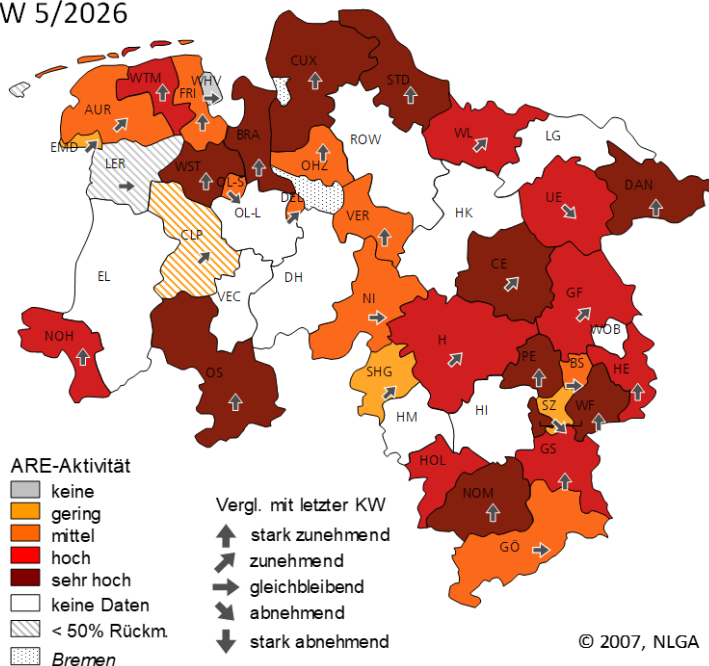 W 5/2026
CUX
STD
WTM
FRI
WHV
AUR
EMD
BRA
ROW
WL
LG
LER
WST
OHZ
OL-S
DEL
OL-L
VER
HK
UE
DAN
CLP
EL
VEC
DH
CE
NI
GF
WOB
NOH
H
OS
SHG
PE
BS
HE
HM
HI
SZ
WF
HOL
GS
NOM
GÖ
ARE-Aktivität
keine
gering
mittel
hoch
sehr hoch
keine Daten
< 50% Rückm.
Bremen
Vergl. mit letzter KW
stark zunehmend
zunehmend
gleichbleibend
abnehmend
stark abnehmend
© 2007, NLGA